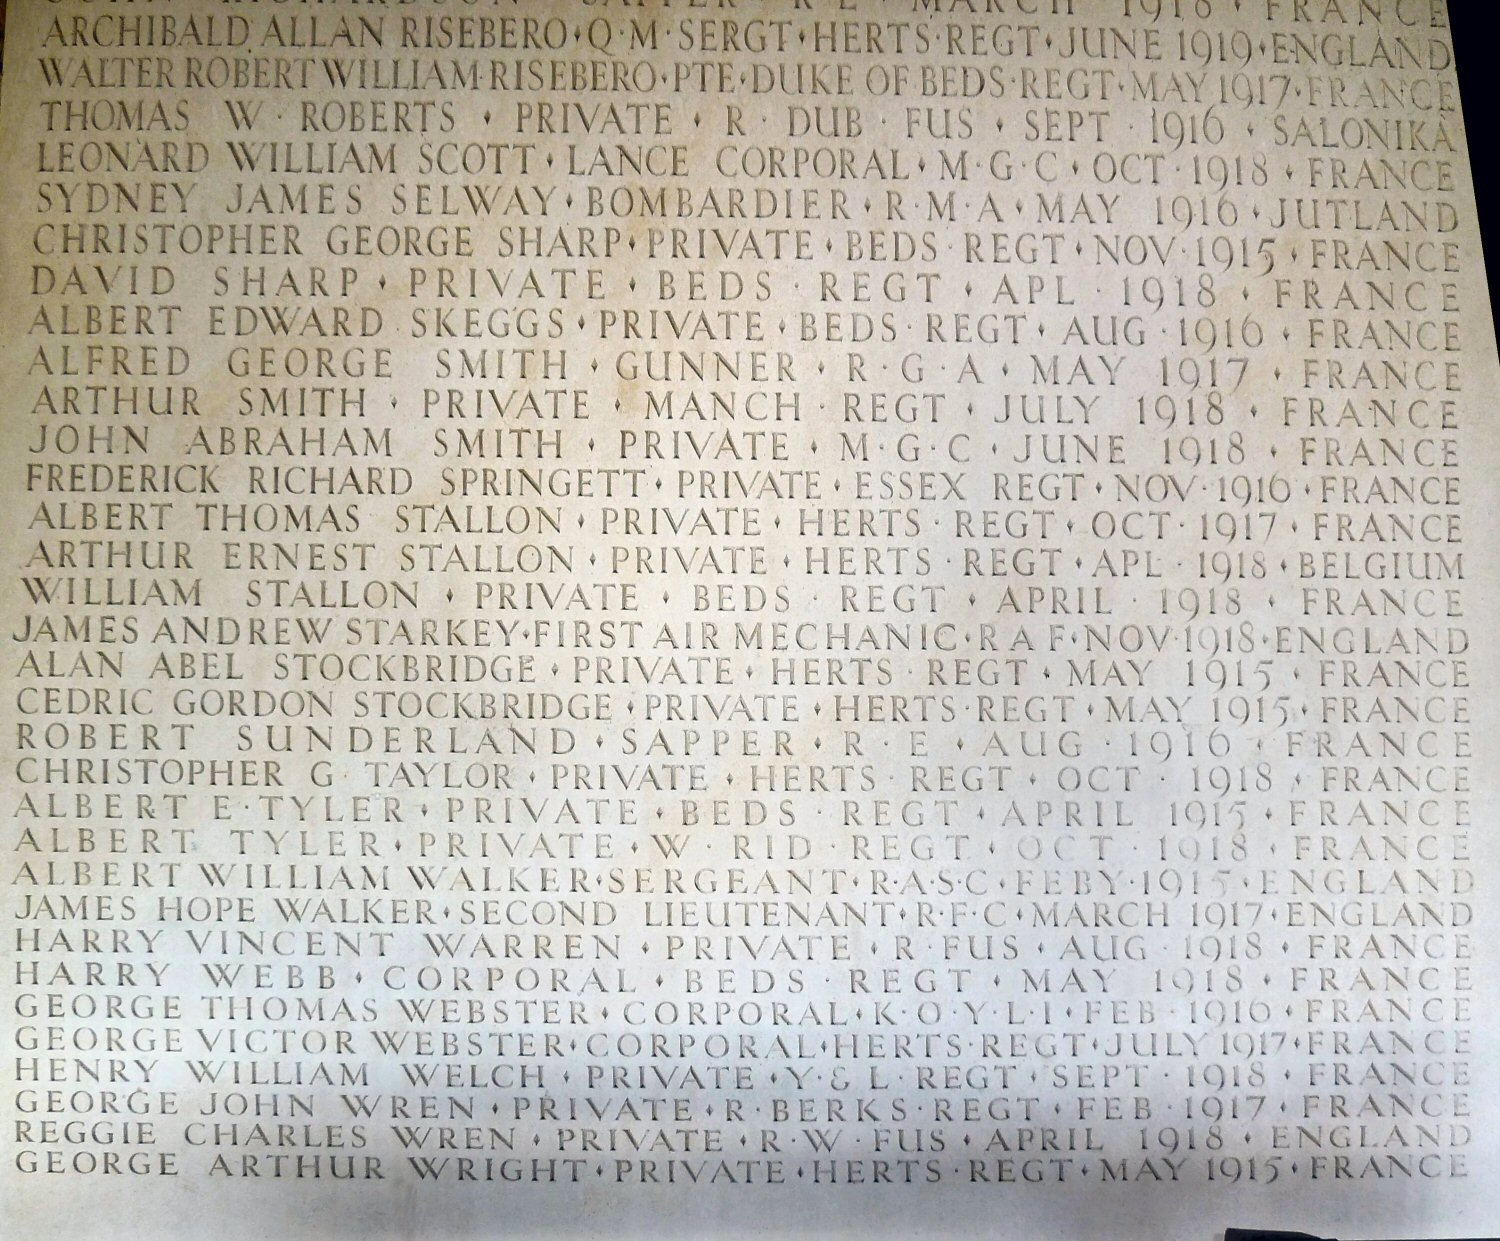 RICHARDSON · SAPPER · R · E · MARCH 1918 · FRANCE
ARCHIBALD ALLAN RISEBERO · Q · M · SERGT · HERTS · REGT · JUNE 1919 · ENGLAND
WALTER ROBERT WILLIAM · RISEBERO · PTE · DUKE OF BEDS · REGT · MAY 1917 · FRANCE
THOMAS W · ROBERTS · PRIVATE · R · DUB · FUS · SEPT · 1916 · SALONIKA
LEONARD WILLIAM SCOTT · LANCE CORPORAL · M · G · C · OCT · 1918 · FRANCE
SYDNEY JAMES SELWAY · BOMBARDIER · R · M · A · MAY 1916 · JUTLAND
CHRISTOPHER GEORGE SHARP · PRIVATE · BEDS · REGT · NOV · 1915 · FRANCE
DAVID SHARP · PRIVATE · BEDS · REGT · APL · 1918 · FRANCE
ALBERT EDWARD SKEGGS · PRIVATE · BEDS · REGT · AUG · 1916 · FRANCE
ALFRED GEORGE SMITH · GUNNER · R · G · A · MAY 1917 · FRANCE
ARTHUR SMITH · PRIVATE · MANCH · REGT · JULY 1918 · FRANCE
JOHN ABRAHAM SMITH · PRIVATE · M · G · C · JUNE 1918 · FRANCE
FREDERICK RICHARD SPRINGETT · PRIVATE · ESSEX REGT · NOV · 1916 · FRANCE
ALBERT THOMAS STALLON · PRIVATE · HERTS · REGT · OCT · 1917 · FRANCE
ARTHUR ERNEST STALLON · PRIVATE · HERTS · REGT · APL · 1918 · BELGIUM
WILLIAM STALLON · PRIVATE · BEDS · REGT · APRIL · 1918 · FRANCE
JAMES ANDREW STARKEY · FIRST AIR MECHANIC · R A F · NOV · 1918 · ENGLAND
ALAN ABEL STOCKBRIDGE · PRIVATE · HERTS · REGT · MAY 1915 · FRANCE
CEDRIC GORDON STOCKBRIDGE · PRIVATE · HERTS · REGT · MAY 1915 · FRANCE
ROBERT SUNDERLAND · SAPPER · R · E · AUG · 1916 · FRANCE
CHRISTOPHER G · TAYLOR · PRIVATE · HERTS · REGT · OCT · 1918 · FRANCE
ALBERT E · TYLER · PRIVATE · BEDS · REGT · APRIL 1915 · FRANCE
ALBERT TYLER · PRIVATE · W · RID · REGT · OCT · 1918 · FRANCE
ALBERT WILLIAM WALKER · SERGEANT · R · A · S · C · FEBY · 1915 · ENGLAND
JAMES HOPE WALKER · SECOND LIEUTENANT · R · F · C · MARCH 1917 · ENGLAND
HARRY VINCENT WARREN · PRIVATE · R · FUS · AUG · 1918 · FRANCE
HARRY WEBB · CORPORAL · BEDS · REGT · MAY 1918 · FRANCE
GEORGE THOMAS WEBSTER · CORPORAL · K · O · Y · L · I · FEB · 1916 · FRANCE
GEORGE VICTOR WEBSTER · CORPORAL · HERTS · REGT · JULY 1917 · FRANCE
HENRY WILLIAM WELCH · PRIVATE · Y · & L · REGT · SEPT · 1918 · FRANCE
GEORGE JOHN WREN · PRIVATE · R · BERKS · REGT · FEB · 1917 · FRANCE
REGGIE CHARLES WREN · PRIVATE · R · W · FUS · APRIL 1918 · ENGLAND
GEORGE ARTHUR WRIGHT · PRIVATE · HERTS · REGT · MAY 1915 · FRANCE